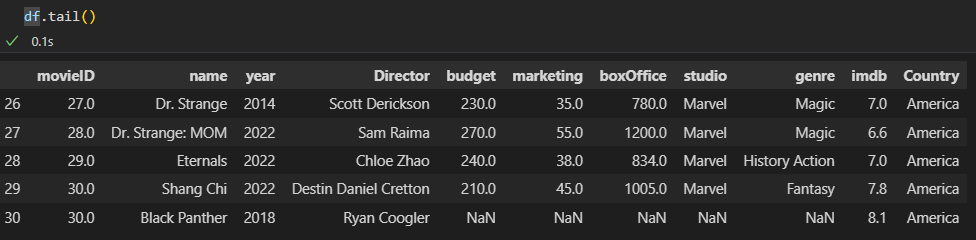 df.tail()
0.1s
movieID name year Director budget marketing boxOffice studio genre imdb Country
26 27.0 Dr. Strange 2014 Scott Derickson 230.0 35.0 780.0 Marvel Magic 7.0 America
27 28.0 Dr. Strange: MOM 2022 Sam Raima 270.0 55.0 1200.0 Marvel Magic 6.6 America
28 29.0 Eternals 2022 Chloe Zhao 240.0 38.0 834.0 Marvel History Action 7.0 America
29 30.0 Shang Chi 2022 Destin Daniel Cretton 210.0 45.0 1005.0 Marvel Fantasy 7.8 America
30 30.0 Black Panther 2018 Ryan Coogler NaN NaN NaN NaN NaN 8.1 America